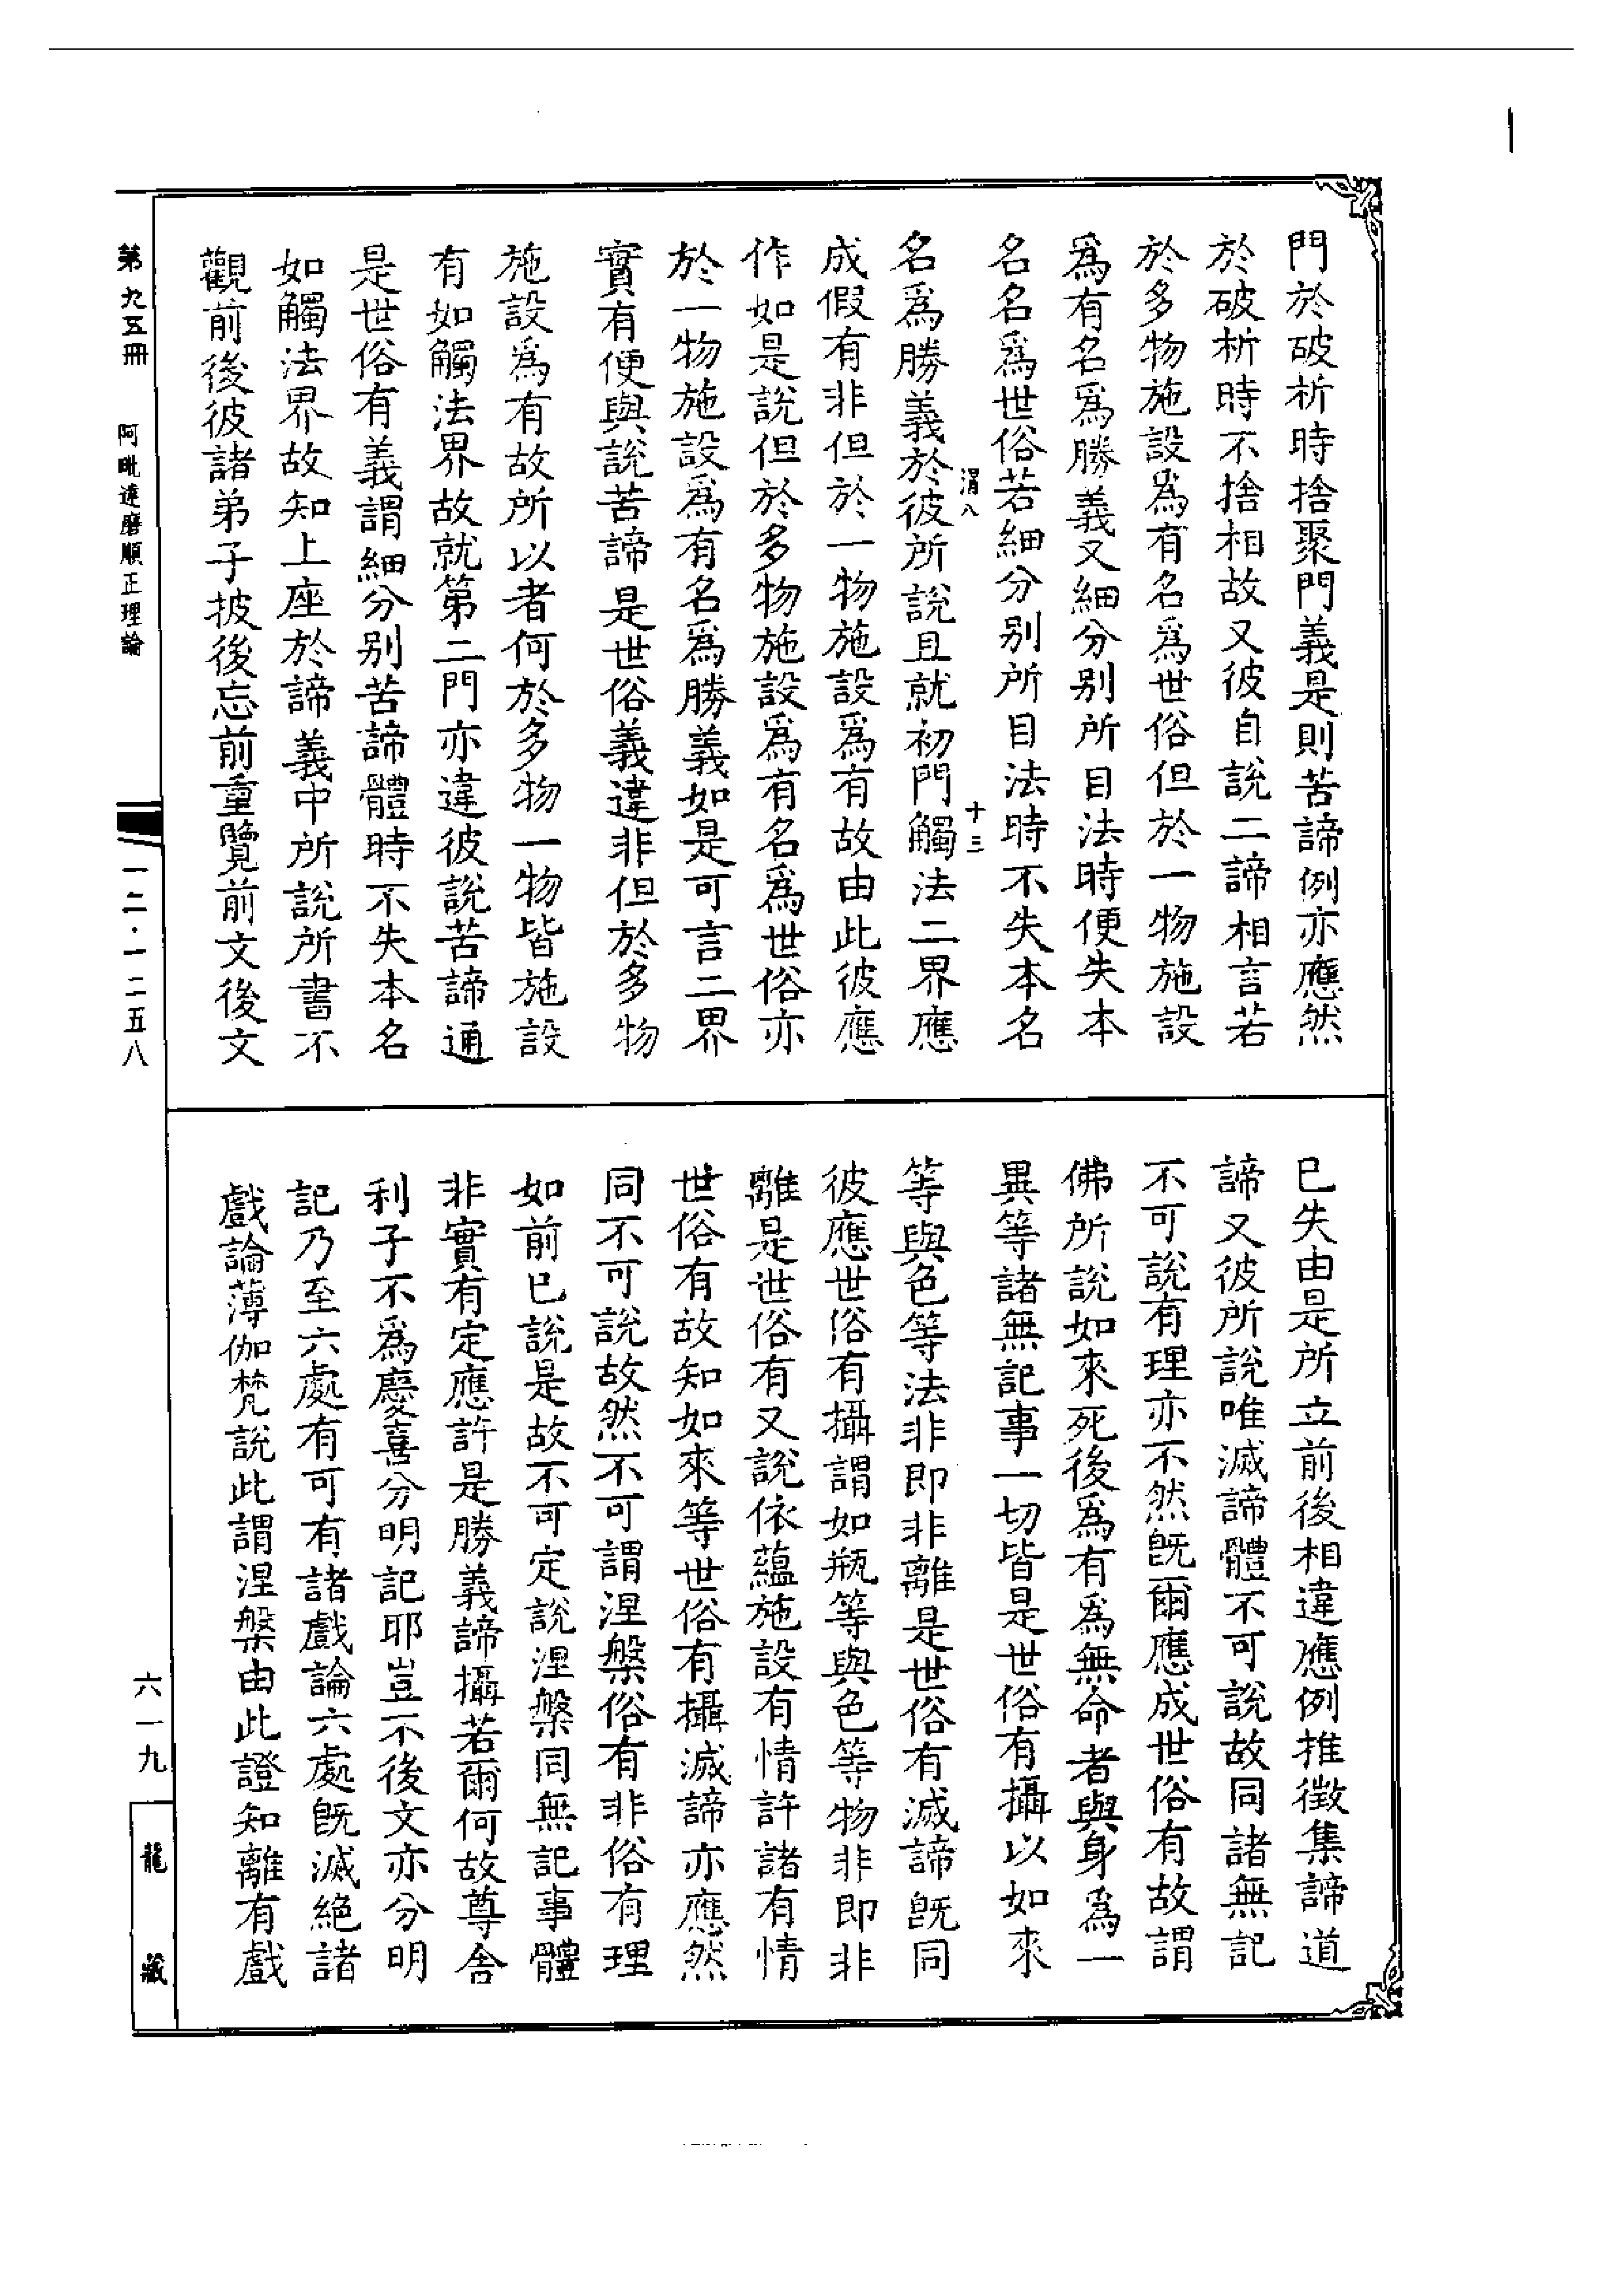 門於破析時捨聚門義是則苦諦例亦應然
於破析時不捨相故又彼自說二諦相言若
於多物施設爲有名爲世俗但於一物施設
爲有名爲勝義又細分別所目法時便失本
名名爲世俗若細分別所目法時不失本名
渭八 十三
名爲勝義於彼所說且就初門觸法二界應
成假有非但於一物施設爲有故由此彼應
作如是說但於多物施設爲有名爲世俗亦
於一物施設爲有名爲勝義如是可言二界
實有便與說苦諦是世俗義違非但於多物
施設爲有故所以者何於多物一物皆施設
有如觸法界故就第二門亦違彼說苦諦通
是世俗有義謂細分別苦諦體時不失本名
如觸法界故知上座於諦義中所說所書不
觀前後彼諸弟子披後忘前重覽前文後文
已失由是所立前後相違應例推徵集諦道
諦又彼所說唯滅諦體不可說故同諸無記
不可說有理亦不然既爾應成世俗有故謂
佛所說如來死後爲有爲無命者與身爲一
異等諸無記事一切皆是世俗有攝以如來
等與色等法非即非離是世俗有滅諦既同
彼應世俗有攝謂如瓶等與色等物非即非
離是世俗有又說依蘊施設有情許諸有情
世俗有故知如來等世俗有攝滅諦亦應然
同不可說故然不可謂涅槃俗有非俗有理
如前已說是故不可定說涅槃同無記事體
非實有定應許是勝義諦攝若爾何故尊舍
利子不爲慶喜分明記耶豈不後文亦分明
記乃至六處有可有諸戲論六處既滅絕諸
戲論薄伽梵說此謂涅槃由此證知離有戲
第九五冊 阿毗達磨順正理論 一二·一二五八
六一九 龍藏